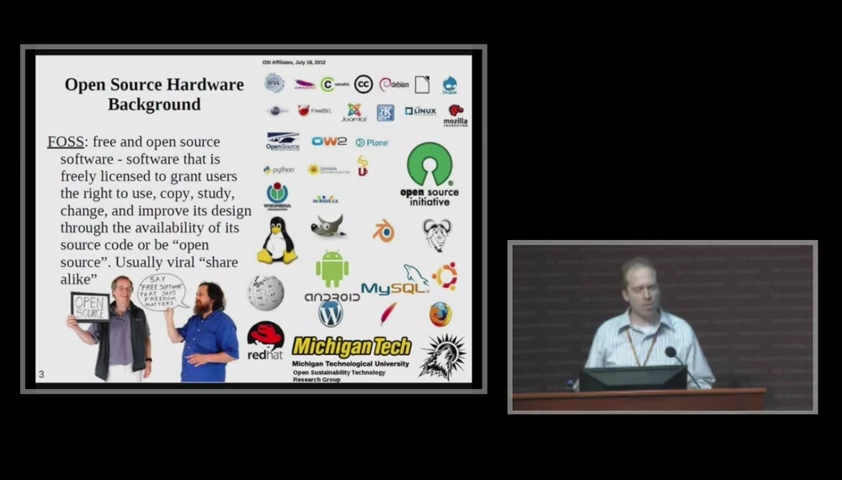 OSI Affiliates, July 18, 2012
Open Source Hardware
Background
FOSS: free and open source
software - software that is
freely licensed to grant users
the right to use, copy, study,
change, and improve its design
through the availability of its
source code or be “open
source”. Usually viral “share
alike”
OPEN
SOURCE
SAY
"FREE SOFTWARE"
THAT SAYS
FREEDOM
MATTERS
cc
debian
Joomla!
LINUX
mozilla
OpenSource
OW2
Plone
python
open source
initiative
WIKIMEDIA
ANDROID
MySQL
redhat
MichiganTech
Michigan Technological University
Open Sustainability Technology
Research Group
3